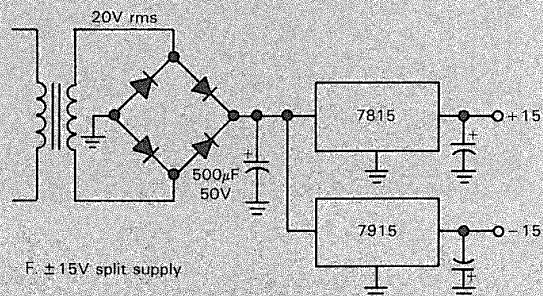 20V rms
7815
+15
+
+
500µF
50V
7915
-15
+
F. ±15V split supply